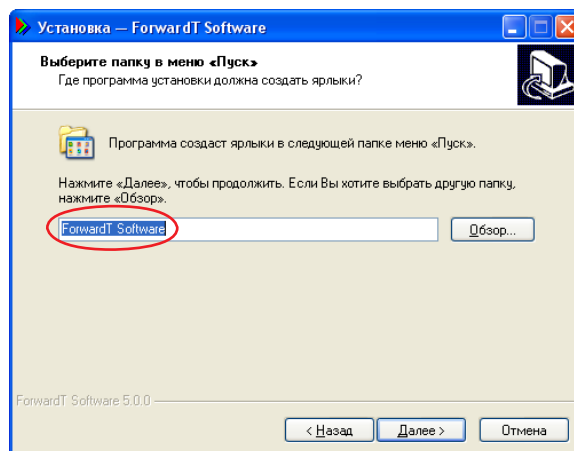 Установка — ForwardT Software
Выберите папку в меню «Пуск»
Где программа установки должна создать ярлыки?
Программа создаст ярлыки в следующей папке меню «Пуск».
Нажмите «Далее», чтобы продолжить. Если Вы хотите выбрать другую папку,
нажмите «Обзор».
ForwardT Software
Обзор...
ForwardT Software 5.0.0
< Назад
Далее >
Отмена